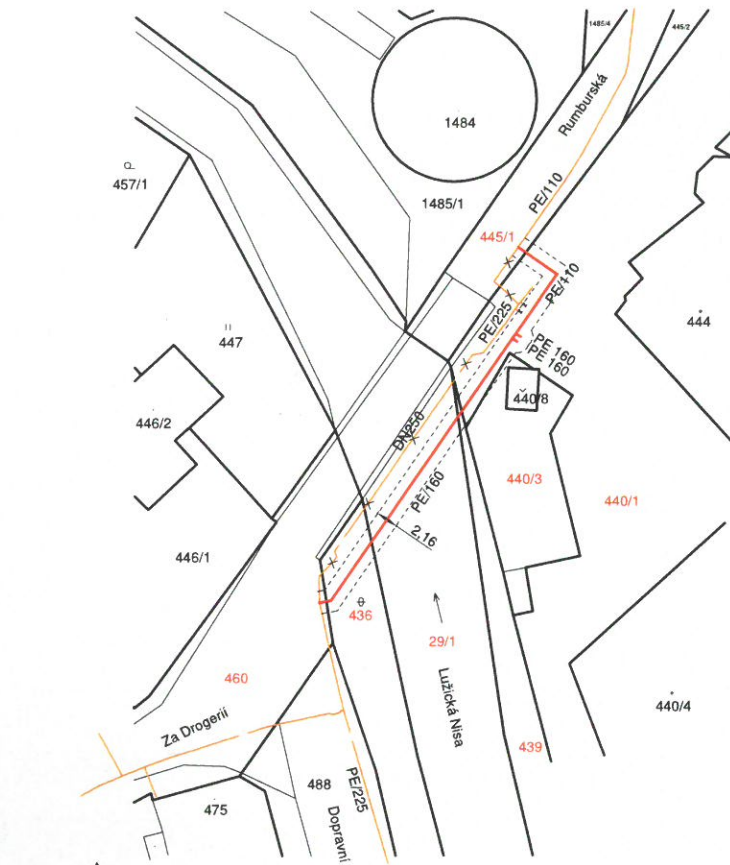 1485/4
445/2
1484
Rumburská
457/1
1485/1
PE/110
445/1
PE/110
PE/225
447
444
PE 160
PE 160
440/8
446/2
DN250
PE/160
440/3
440/1
2,16
446/1
436
29/1
460
Lužická Nisa
440/4
Za Drogerií
439
PE/225
488
475
Dopravní